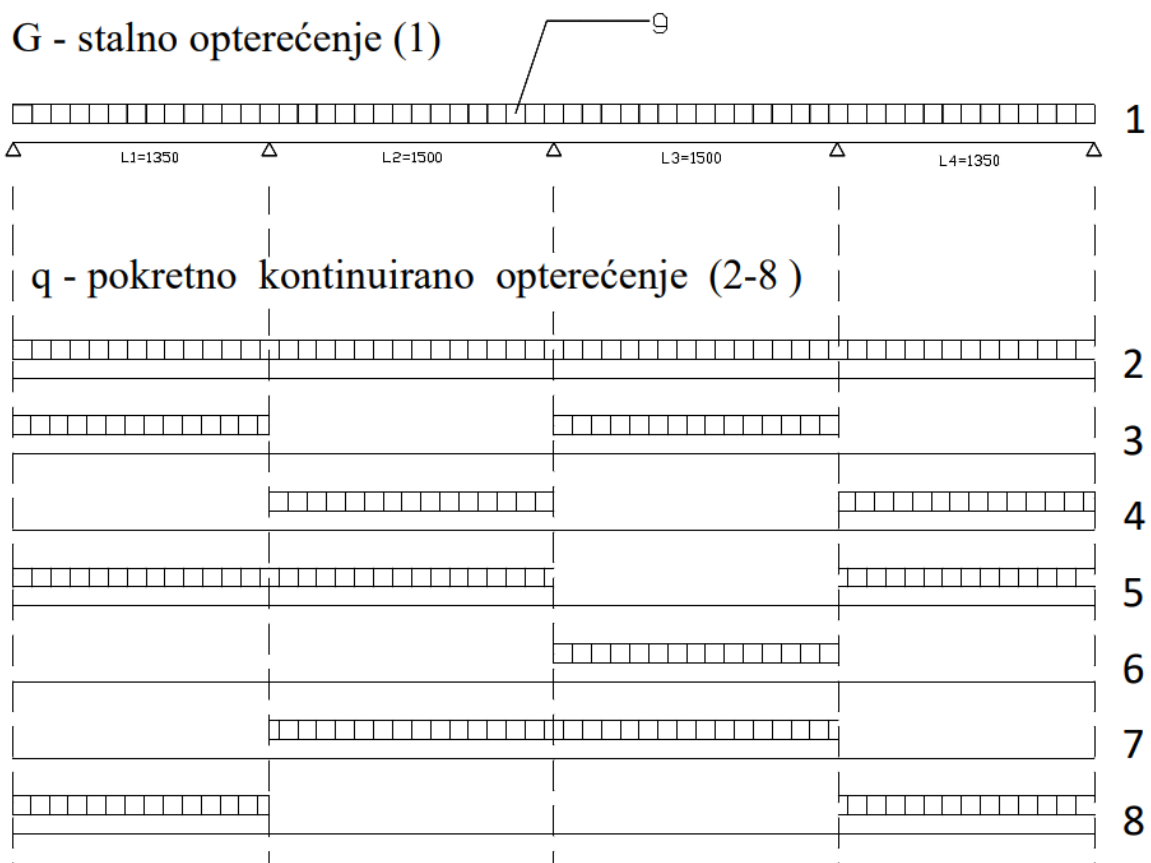 g
G - stalno opterećenje (1)
1
L1=1350 L2=1500 L3=1500 L4=1350
q - pokretno kontinuirano opterećenje (2-8 )
2
3
4
5
6
7
8